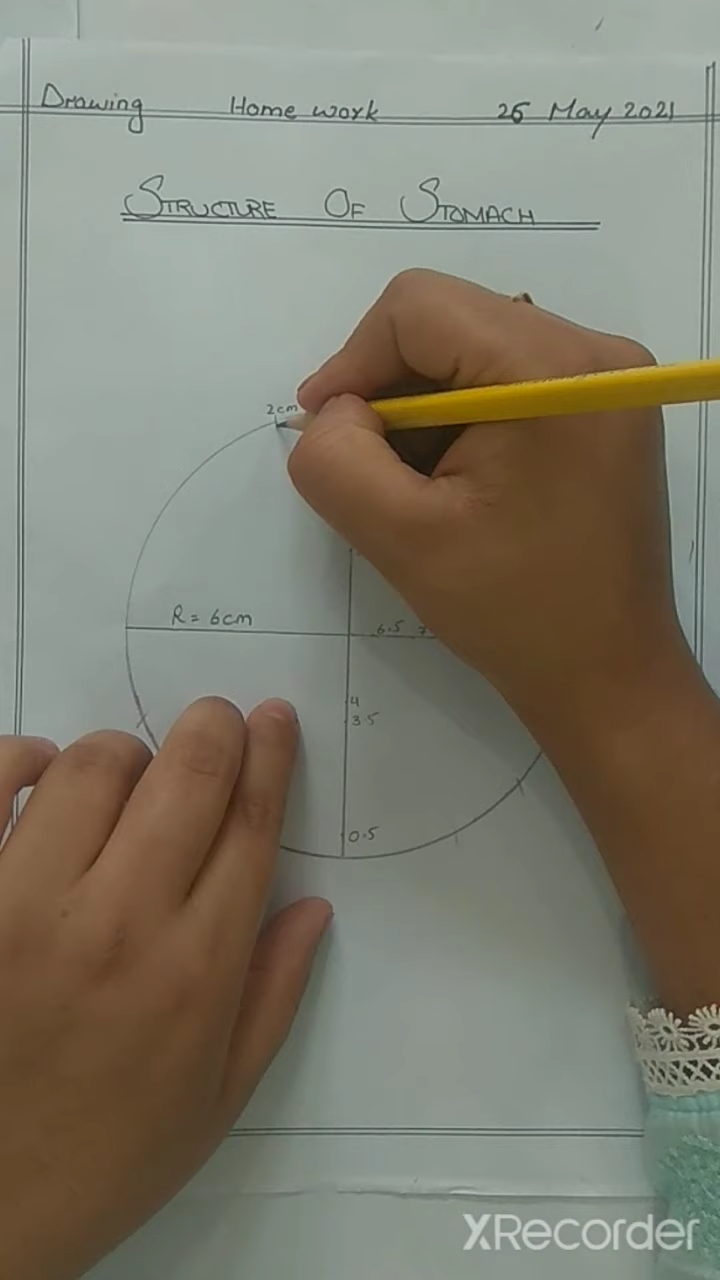 Drawing Home work 25 May 2021
STRUCTURE OF STOMACH
2cm
R = 6cm
6.5 7
4
3.5
0.5
XRecorder